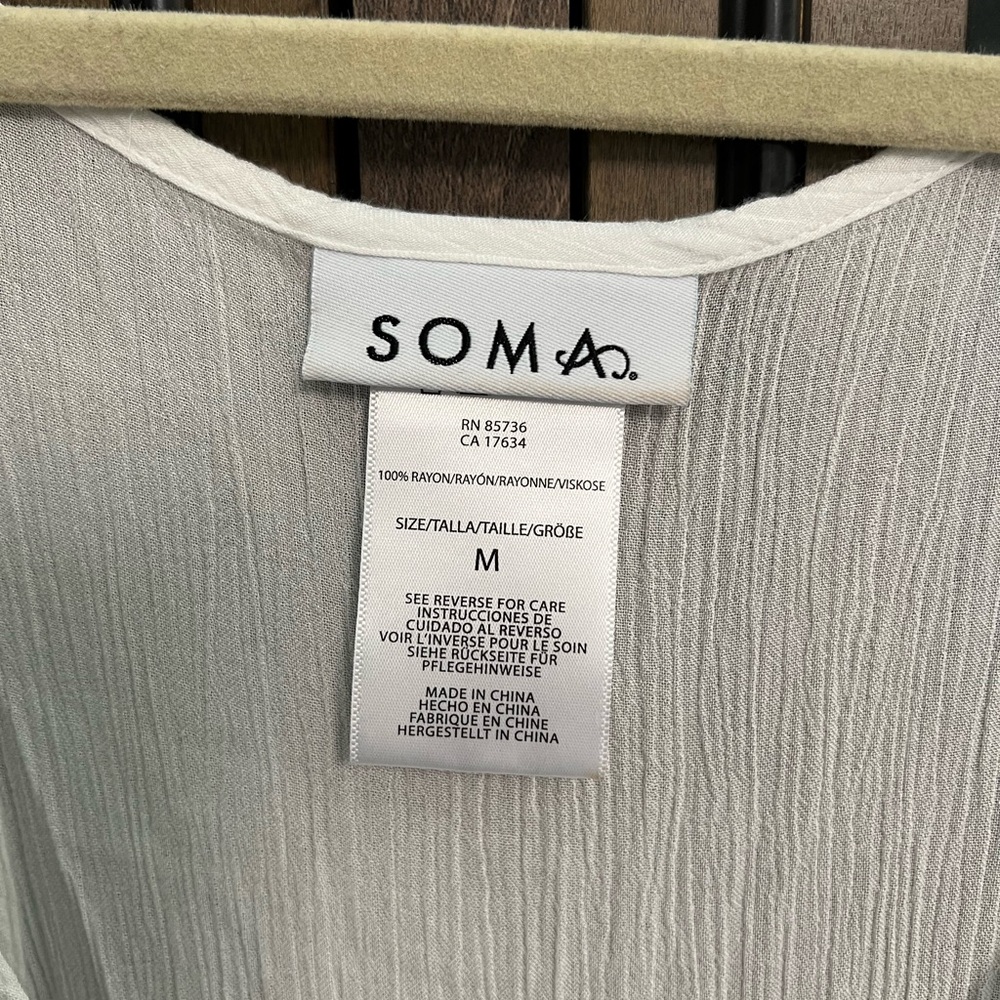 SOMA®
RN 85736
CA 17634
100% RAYON/RAYÓN/RAYONNE/VISKOSE
SIZE/TALLA/TAILLE/GRÖßE
M
SEE REVERSE FOR CARE
INSTRUCCIONES DE
CUIDADO AL REVERSO
VOIR L'INVERSE POUR LE SOIN
SIEHE RÜCKSEITE FÜR
PFLEGEHINWEISE
MADE IN CHINA
HECHO EN CHINA
FABRIQUE EN CHINE
HERGESTELLT IN CHINA